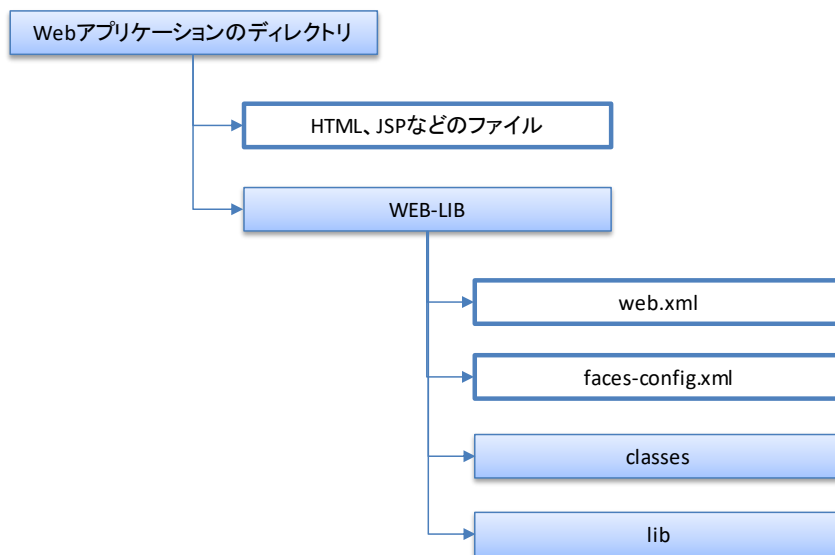 Webアプリケーションのディレクトリ
HTML、JSPなどのファイル
WEB-LIB
web.xml
faces-config.xml
classes
lib